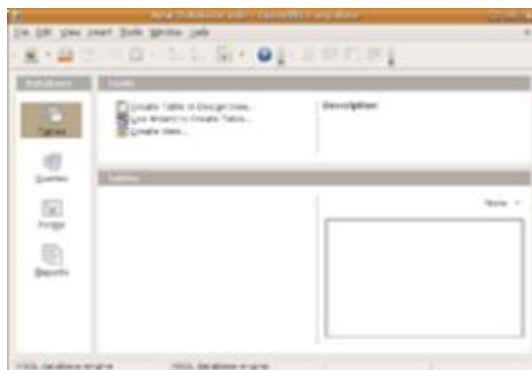 New Database.odb - OpenOffice.org Base
File Edit View Insert Tools Window Help
Database
Tasks
Create Table in Design View...
Use Wizard to Create Table...
Create View...
Description
Tables
Queries
Forms
Reports
Tables
None
HSQL database engine
HSQL database engine